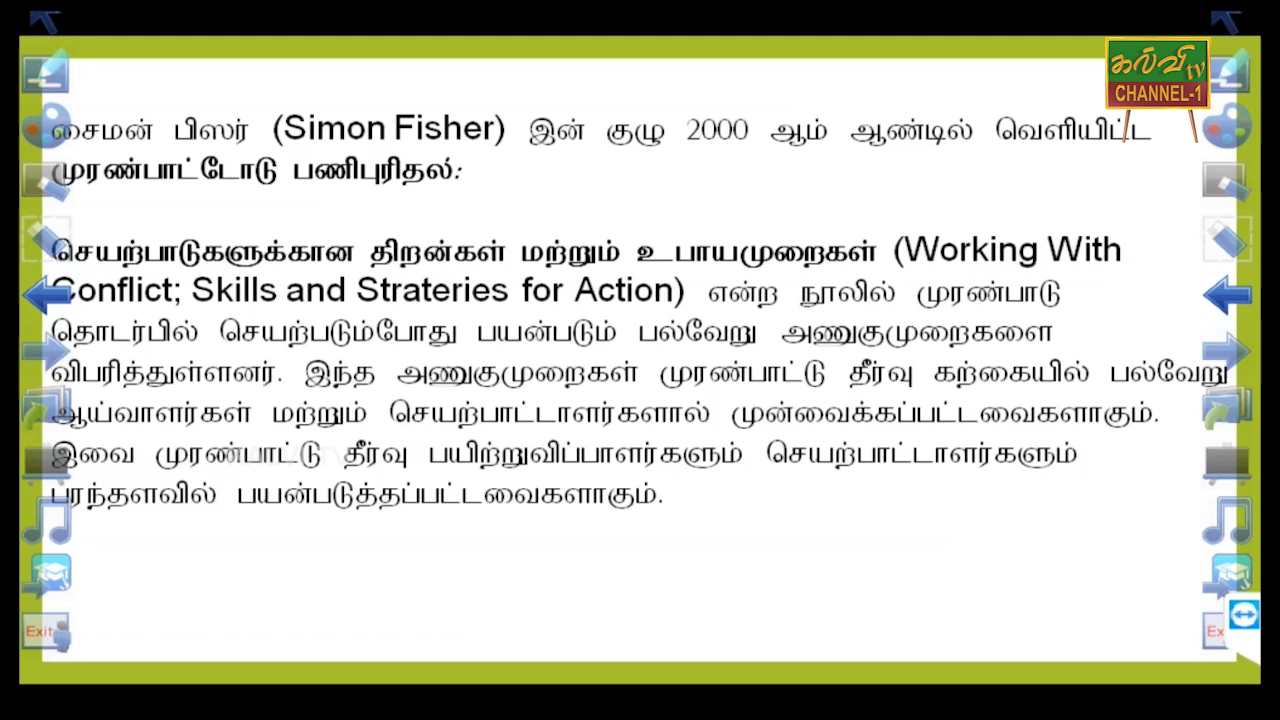 கல்வி tv
CHANNEL-1
சைமன் பிஸர் (Simon Fisher) இன் குழு 2000 ஆம் ஆண்டில் வெளியிட்ட
முரண்பாட்டோடு பணிபுரிதல்:
செயற்பாடுகளுக்கான திறன்கள் மற்றும் உபாயமுறைகள் (Working With
Conflict; Skills and Strateries for Action) என்ற நூலில் முரண்பாடு
தொடர்பில் செயற்படும்போது பயன்படும் பல்வேறு அணுகுமுறைகளை
விபரித்துள்ளனர். இந்த அணுகுமுறைகள் முரண்பாட்டு தீர்வு கற்கையில் பல்வேறு
ஆய்வாளர்கள் மற்றும் செயற்பாட்டாளர்களால் முன்வைக்கப்பட்டவைகளாகும்.
இவை முரண்பாட்டு தீர்வு பயிற்றுவிப்பாளர்களும் செயற்பாட்டாளர்களும்
பரந்தளவில் பயன்படுத்தப்பட்டவைகளாகும்.
Exit
Ex